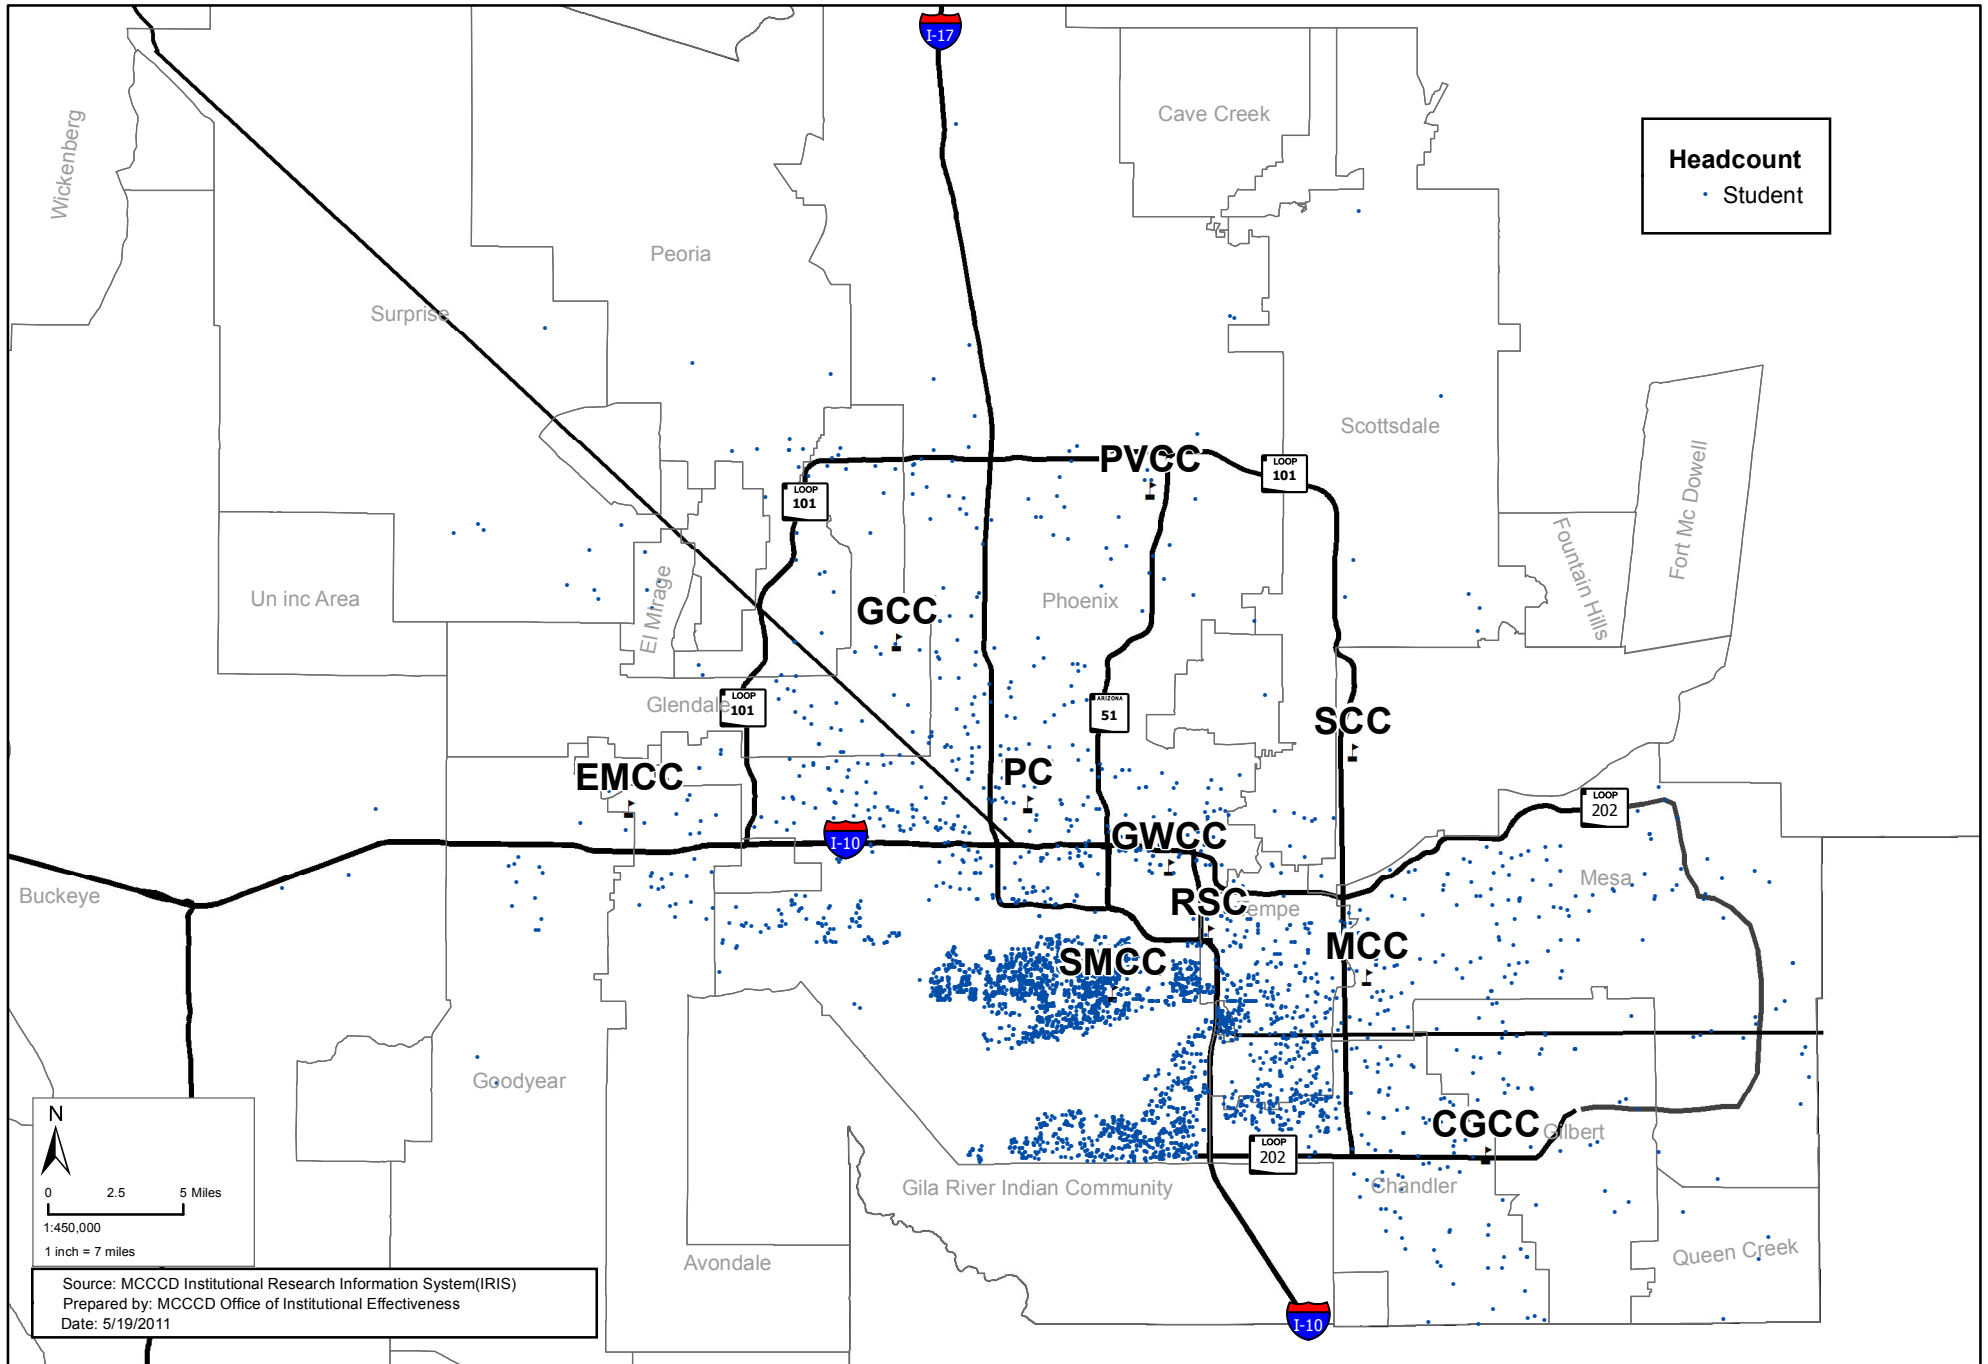 I-17
Cave Creek
Headcount
Student
Wickenberg
Peoria
Surprise
Scottsdale
PVCC
LOOP
101
LOOP
101
Fort Mc Dowell
Fountain Hills
Un inc Area
El Mirage
GCC
Phoenix
Glendale
LOOP
101
ARIZONA
51
SCC
EMCC
PC
LOOP
202
I-10
GWCC
Buckeye
Mesa
RSC
Tempe
MCC
SMCC
Goodyear
N
CGCC
Gilbert
LOOP
202
Gila River Indian Community
Chandler
0 2.5 5 Miles
1:450,000
1 inch = 7 miles
Avondale
Queen Creek
Source: MCCCD Institutional Research Information System(IRIS)
Prepared by: MCCCD Office of Institutional Effectiveness
Date: 5/19/2011
I-10